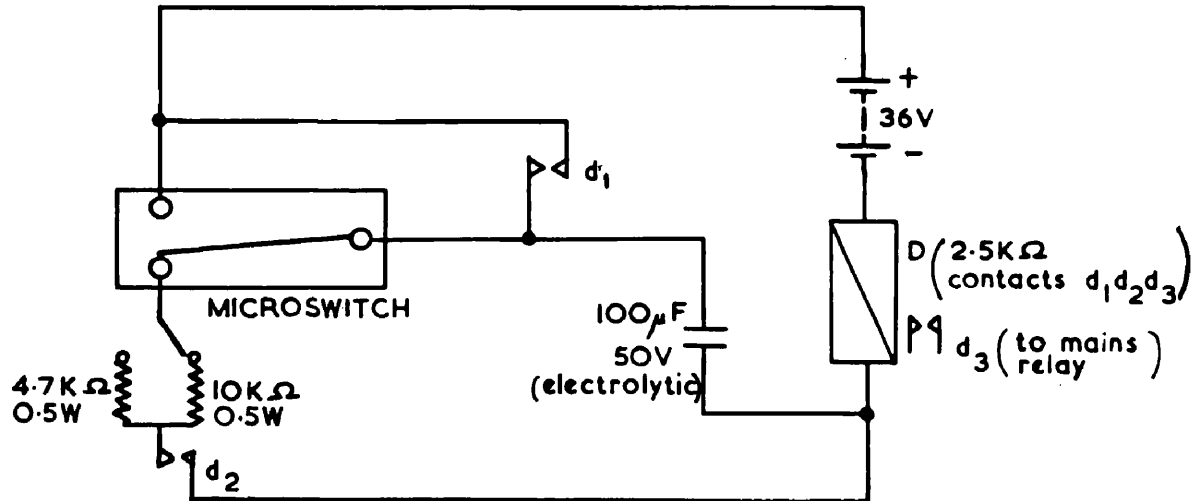 +
36V
-
d₁
MICROSWITCH
D (2·5KΩ
contacts d₁d₂d₃)
100μF
50V
(electrolytic)
d₃ (to mains
relay)
4·7KΩ
0·5W
10KΩ
0·5W
d₂